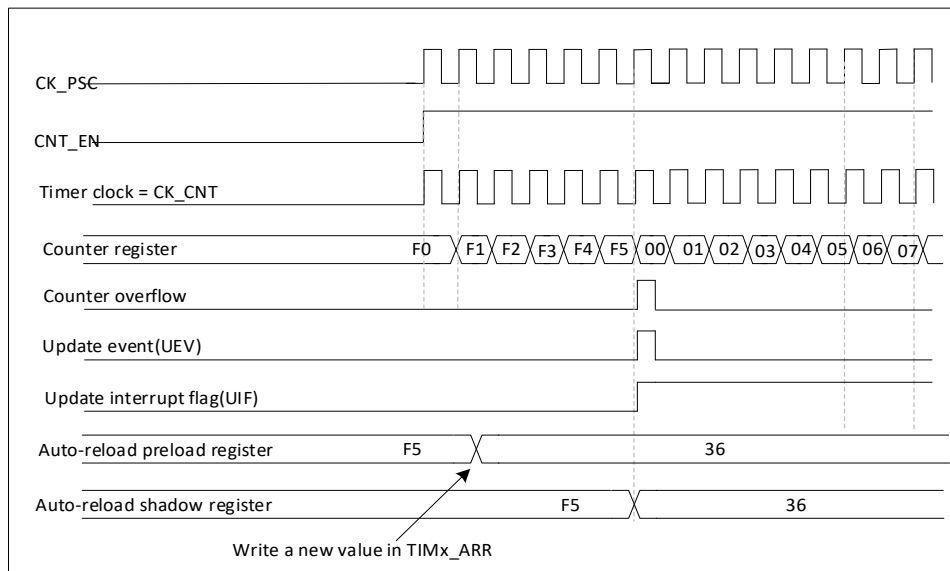 CK_PSC
CNT_EN
Timer clock = CK_CNT
Counter register F0 F1 F2 F3 F4 F5 00 01 02 03 04 05 06 07
Counter overflow
Update event(UEV)
Update interrupt flag(UIF)
Auto-reload preload register F5 36
Auto-reload shadow register F5 36
Write a new value in TIMx_ARR